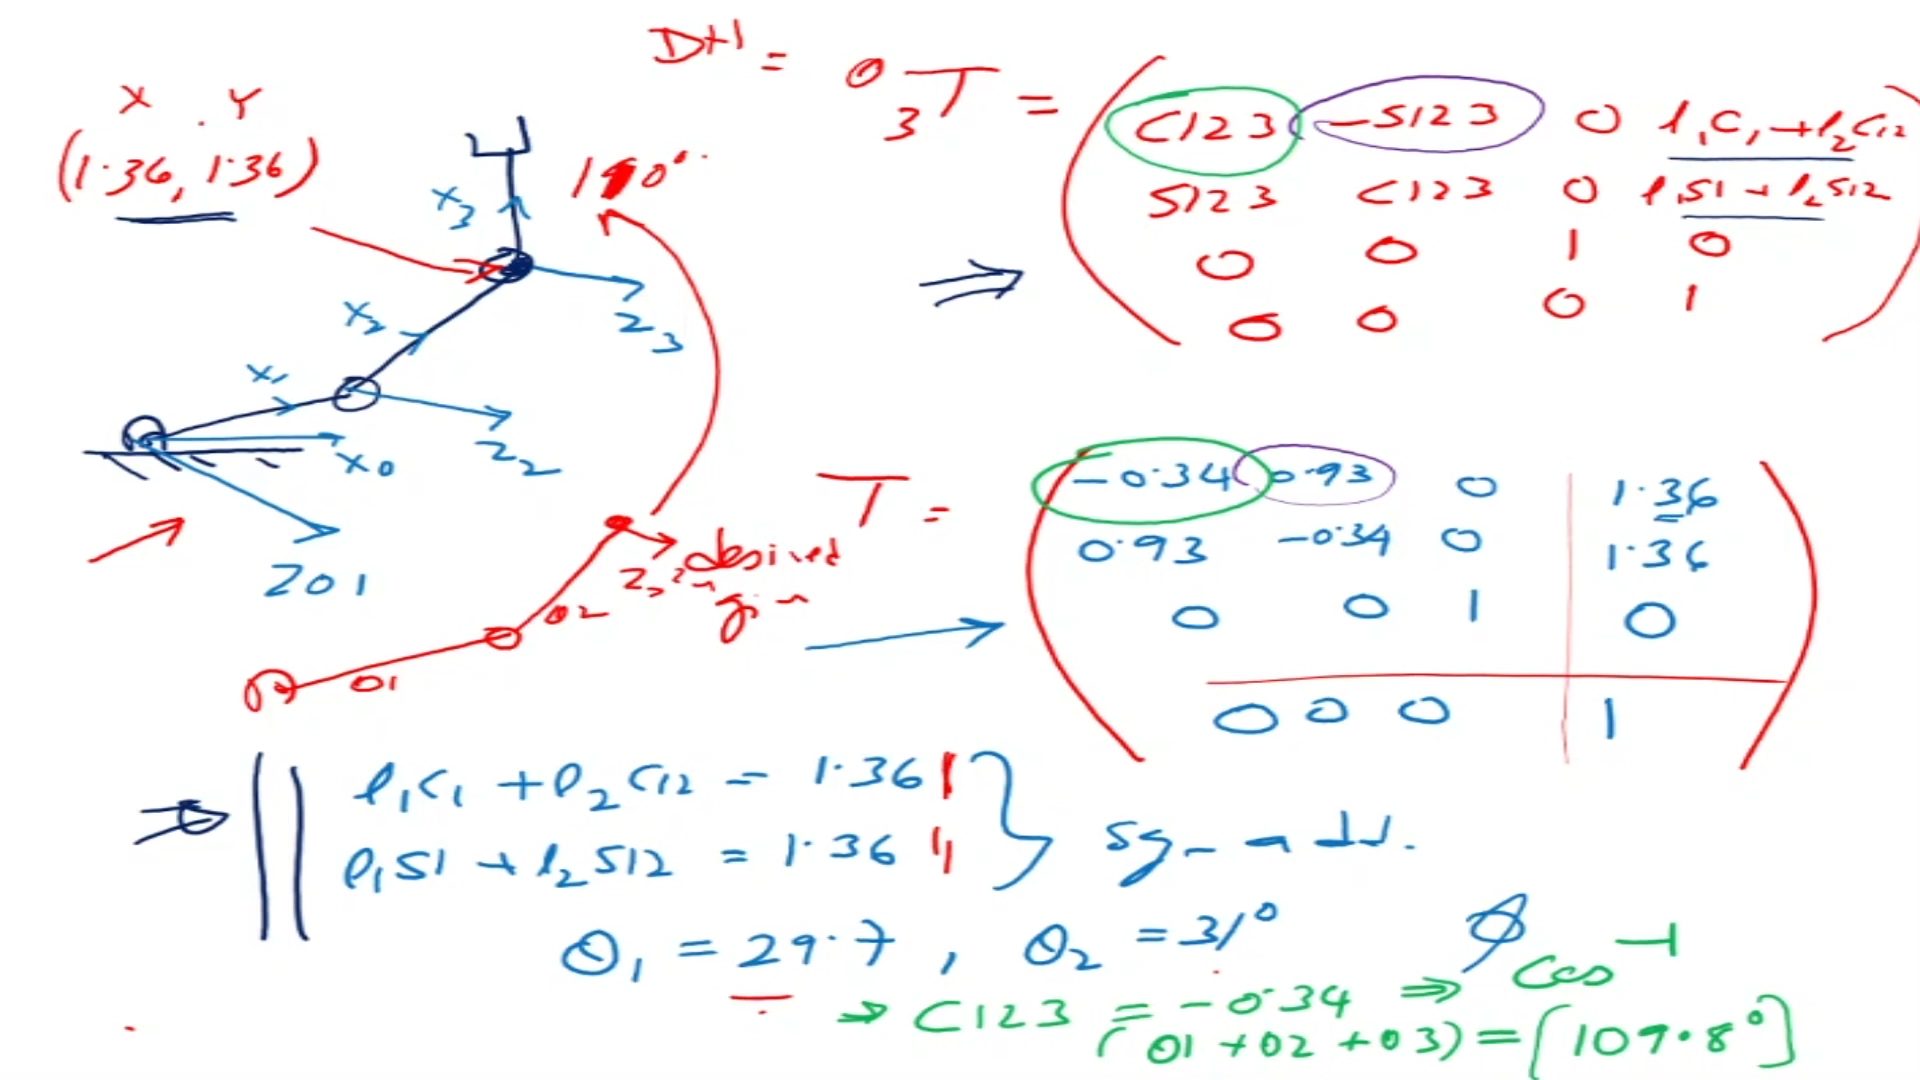 X . Y
(1.36, 1.36)
X3
Z3
X2
Z2
X1
X0
Z01
D+1 = 0 3 T =
C123 -S123 0 l1C1+l2C12
S123 C123 0 l1S1+l2S12
0 0 1 0
0 0 0 1
desired
θ2
θ1
T =
-0.34 0.93 0 1.36
0.93 -0.34 0 1.36
0 0 1 0
0 0 0 1
⇒ l1C1 + l2C12 = 1.36
l1S1 + l2S12 = 1.36
θ1 = 29.7, θ2 = 31°
→ C123 = -0.34 ⇒ Cos-1
(θ1 + θ2 + θ3) = [109.8°]